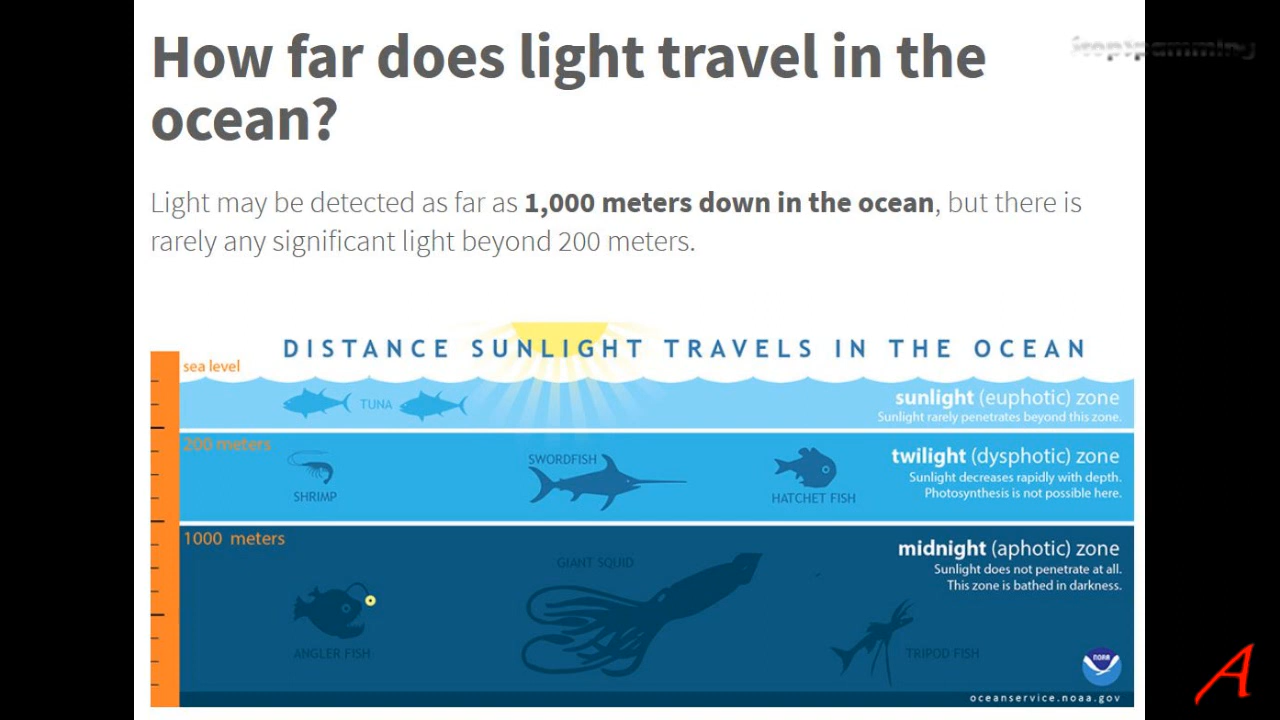 How far does light travel in the
ocean?
Light may be detected as far as 1,000 meters down in the ocean, but there is
rarely any significant light beyond 200 meters.
DISTANCE SUNLIGHT TRAVELS IN THE OCEAN
sea level
TUNA
sunlight (euphotic) zone
Sunlight rarely penetrates beyond this zone.
200 meters
SHRIMP
SWORDFISH
HATCHET FISH
twilight (dysphotic) zone
Sunlight decreases rapidly with depth.
Photosynthesis is not possible here.
1000 meters
GIANT SQUID
midnight (aphotic) zone
Sunlight does not penetrate at all.
This zone is bathed in darkness.
ANGLER FISH
TRIPOD FISH
NOAA
oceanservice.noaa.gov
A